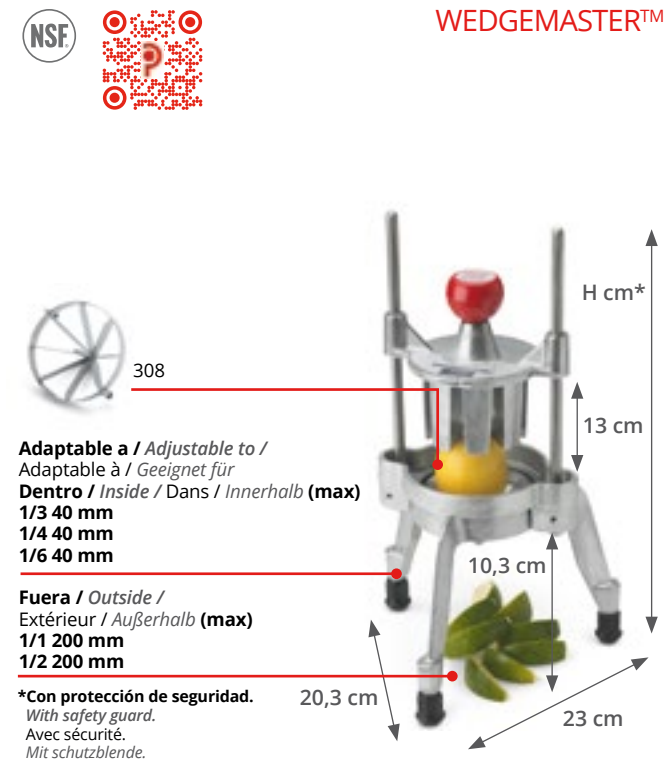 NSF.
WEDGEMASTER™
H cm*
308
13 cm
Adaptable a / Adjustable to /
Adaptable à / Geeignet für
Dentro / Inside / Dans / Innerhalb (max)
1/3 40 mm
1/4 40 mm
1/6 40 mm
10,3 cm
Fuera / Outside /
Extérieur / Außerhalb (max)
1/1 200 mm
1/2 200 mm
*Con protección de seguridad.
With safety guard.
Avec sécurité.
Mit schutzblende.
20,3 cm
23 cm